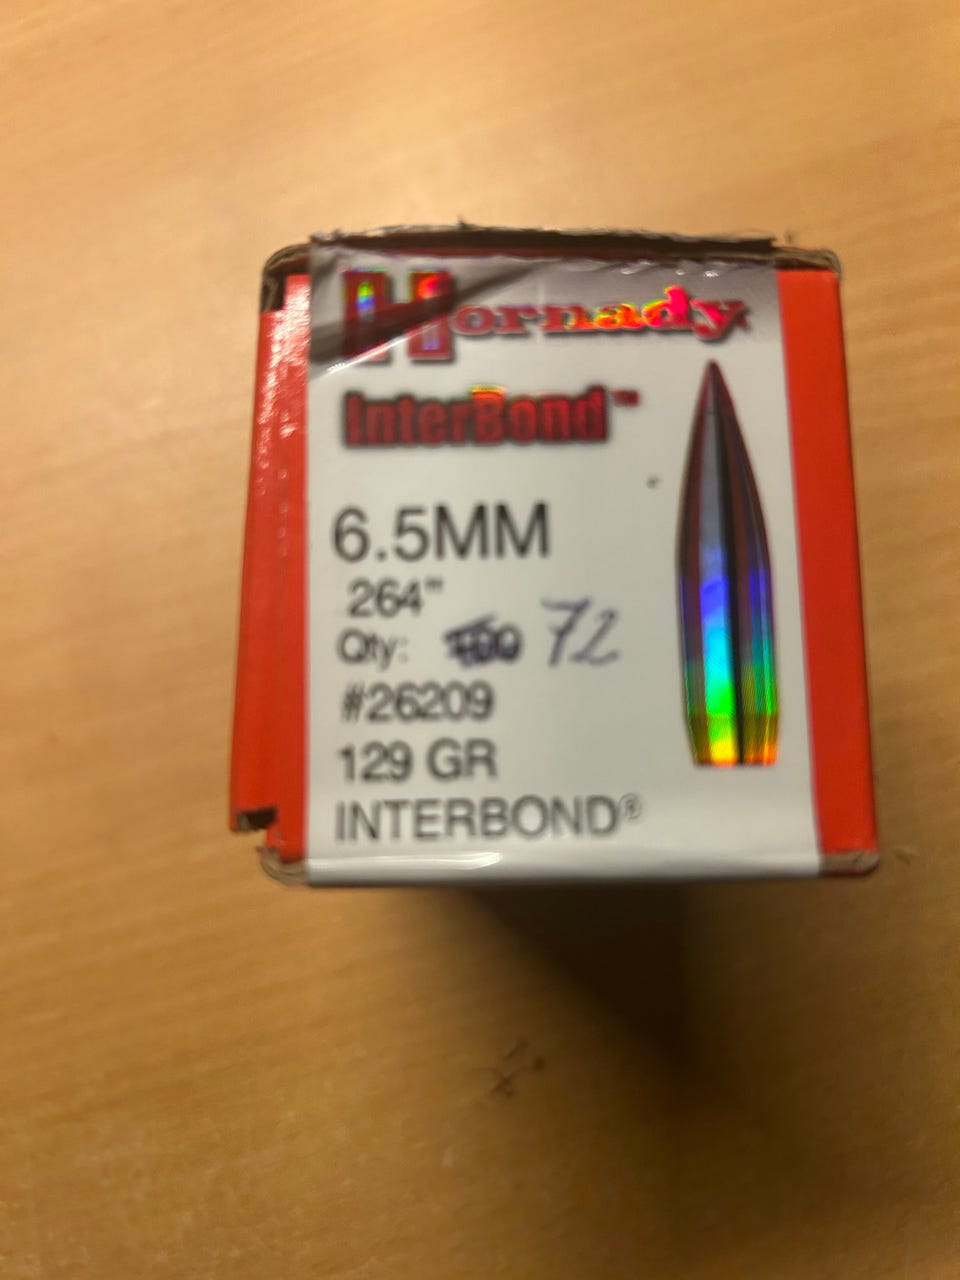 Hornady
InterBond™
6.5MM
264"
Qty: 72
#26209
129 GR
INTERBOND®